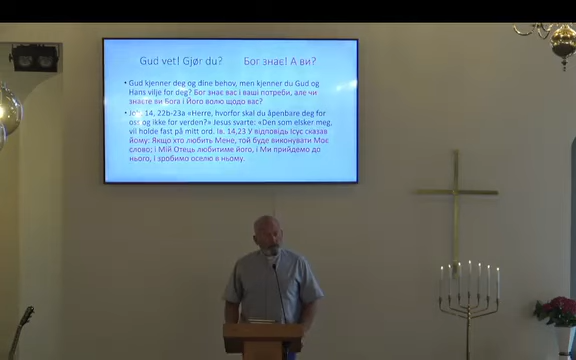 Gud vet! Gjør du? Бог знає! А ви?
• Gud kjenner deg og dine behov, men kjenner du Gud og
Hans vilje for deg? Бог знає вас і ваші потреби, але чи
знаєте ви Бога і Його волю щодо вас?
• Joh. 14, 22b-23a «Herre, hvorfor skal du åpenbare deg for
oss og ikke for verden?» Jesus svarte: «Den som elsker meg,
vil holde fast på mitt ord. Ів. 14,23 У відповідь Ісус сказав
йому: Якщо хто любить Мене, той буде виконувати Моє
слово; і Мій Отець любитиме його, і Ми прийдемо до
нього, і зробимо оселю в ньому.